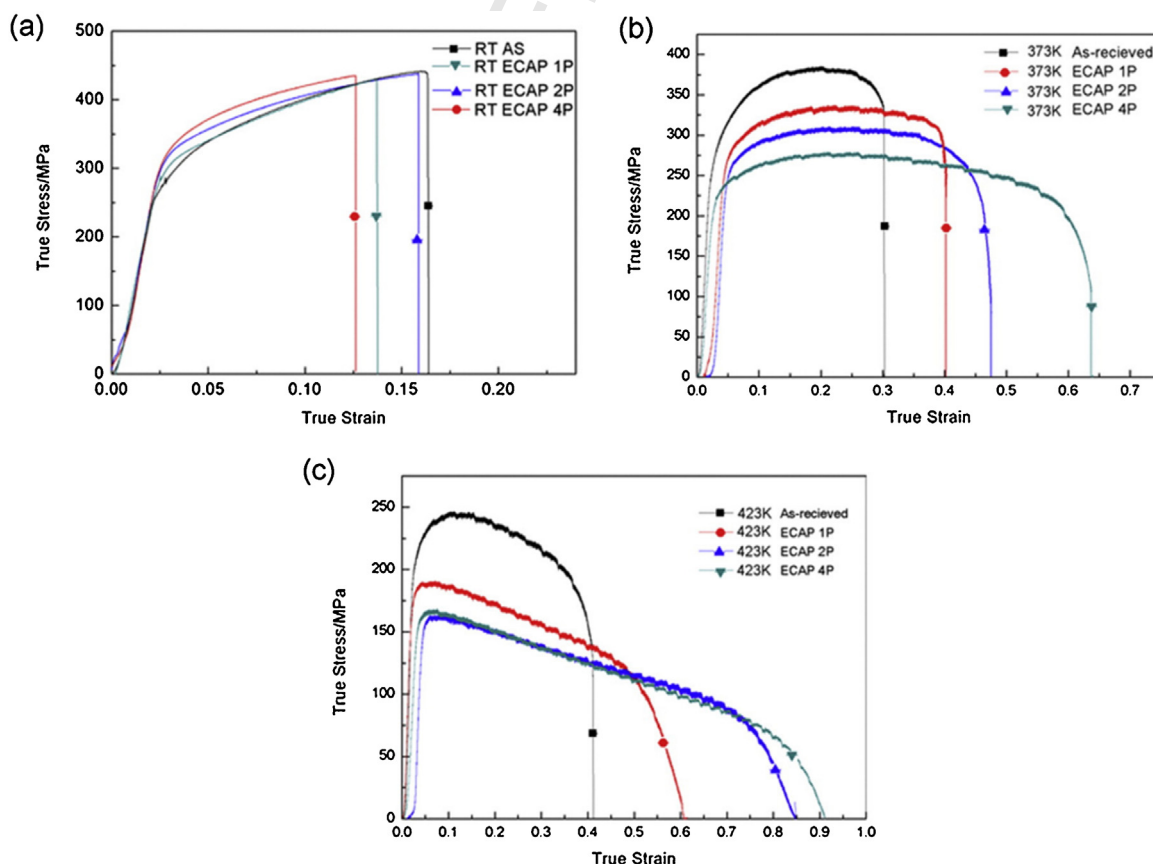 (a)
500
400
300
200
100
0
0.00
0.05
0.10
0.15
0.20
True Stress/MPa
True Strain
RT AS
RT ECAP 1P
RT ECAP 2P
RT ECAP 4P
(b)
400
350
300
250
200
150
100
50
0
0.0
0.1
0.2
0.3
0.4
0.5
0.6
0.7
True Stress/MPa
True Strain
373K As-recieved
373K ECAP 1P
373K ECAP 2P
373K ECAP 4P
(c)
250
200
150
100
50
0
0.0
0.1
0.2
0.3
0.4
0.5
0.6
0.7
0.8
0.9
1.0
True Stress/MPa
True Strain
423K As-recieved
423K ECAP 1P
423K ECAP 2P
423K ECAP 4P